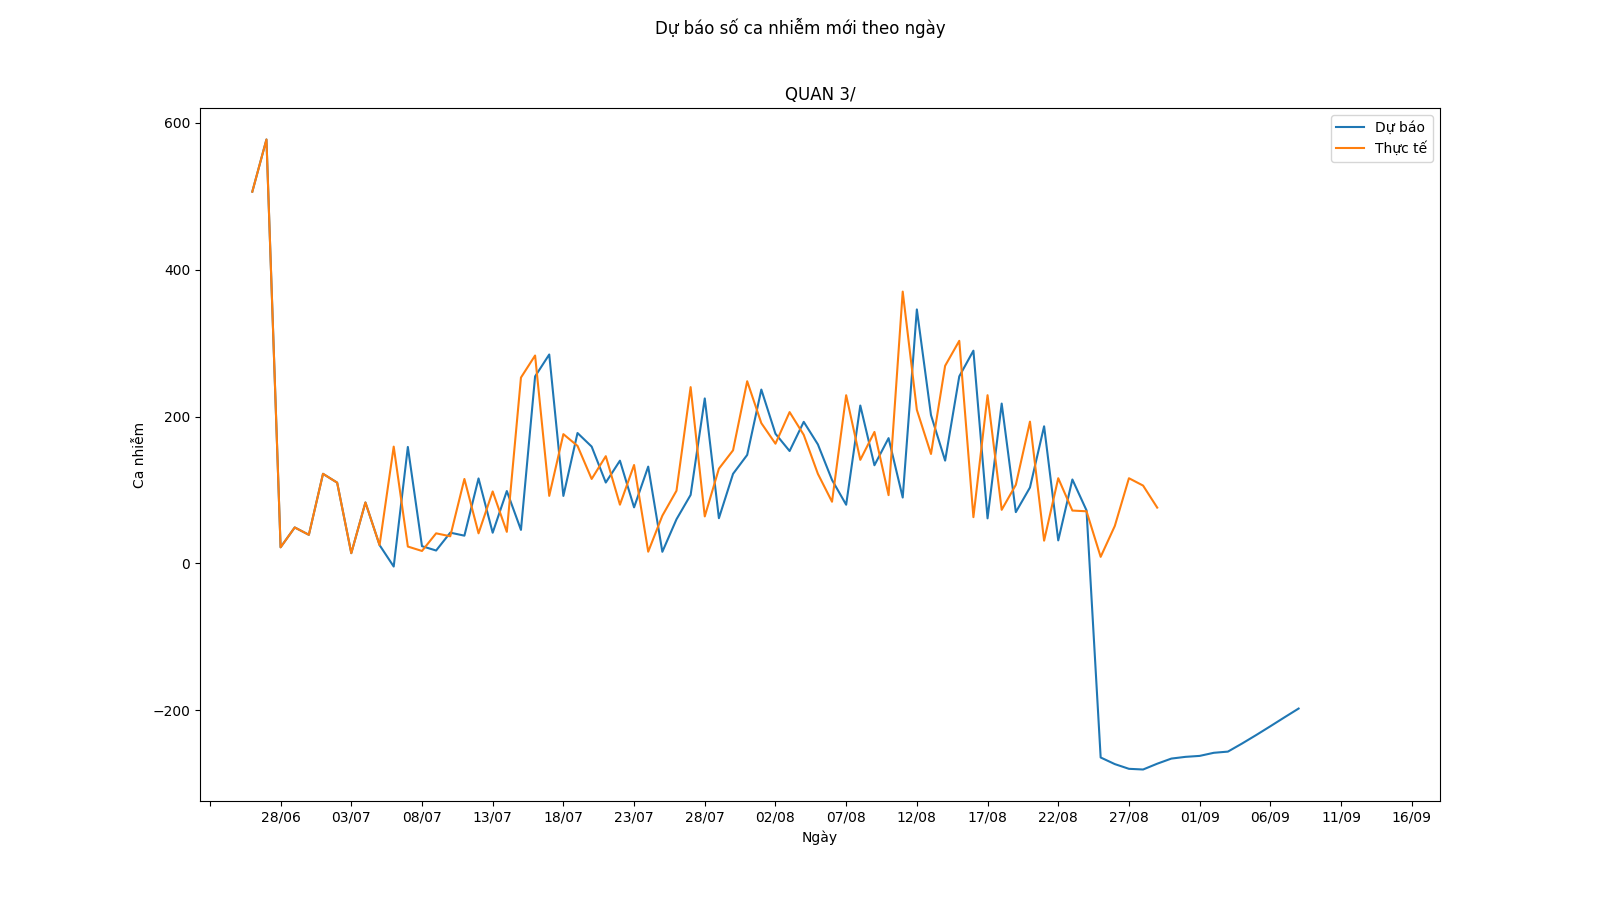 Dự báo số ca nhiễm mới theo ngày
QUAN 3/
Dự báo
Thực tế
600
400
200
0
−200
Ca nhiễm
28/06 03/07 08/07 13/07 18/07 23/07 28/07 02/08 07/08 12/08 17/08 22/08 27/08 01/09 06/09 11/09 16/09
Ngày